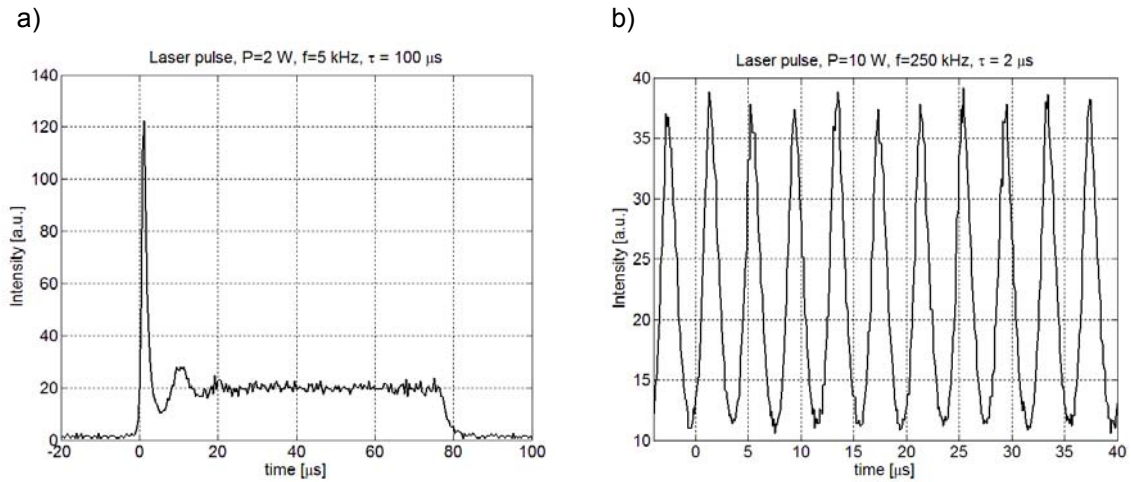 a)
Laser pulse, P=2 W, f=5 kHz, τ = 100 μs
140
120
100
80
60
40
20
0
Intensity [a.u.]
-20 0 20 40 60 80 100
time [μs]
b)
Laser pulse, P=10 W, f=250 kHz, τ = 2 μs
40
35
30
25
20
15
10
Intensity [a.u.]
0 5 10 15 20 25 30 35 40
time [μs]